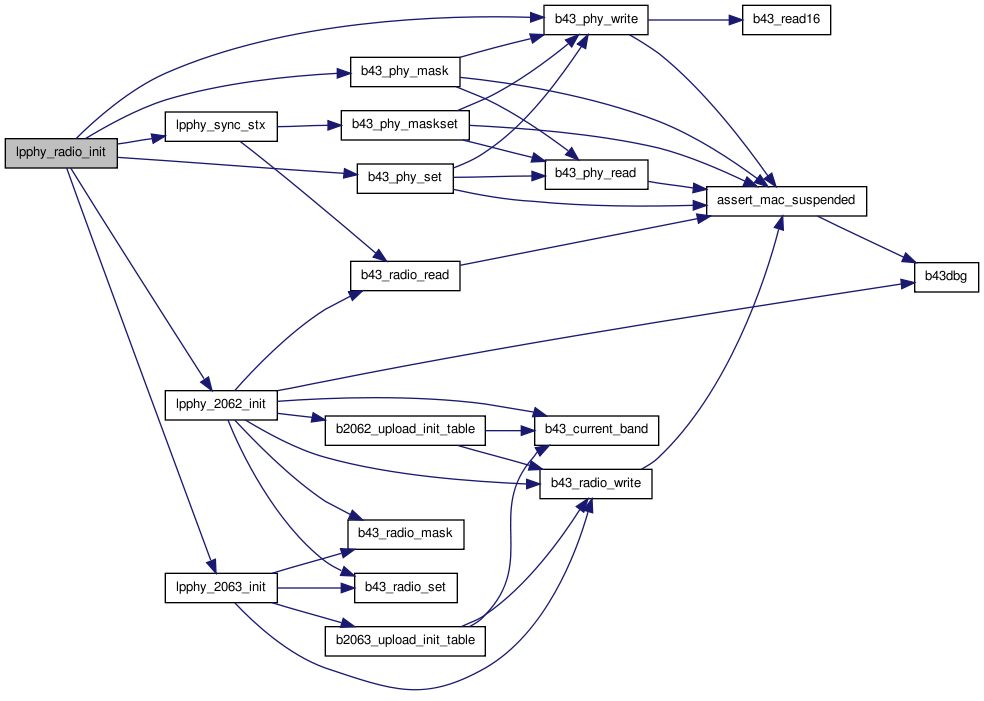 b43_phy_write
b43_read16
b43_phy_mask
lpphy_sync_stx
b43_phy_maskset
lpphy_radio_init
b43_phy_set
b43_phy_read
assert_mac_suspended
b43_radio_read
b43dbg
lpphy_2062_init
b2062_upload_init_table
b43_current_band
b43_radio_write
b43_radio_mask
lpphy_2063_init
b43_radio_set
b2063_upload_init_table